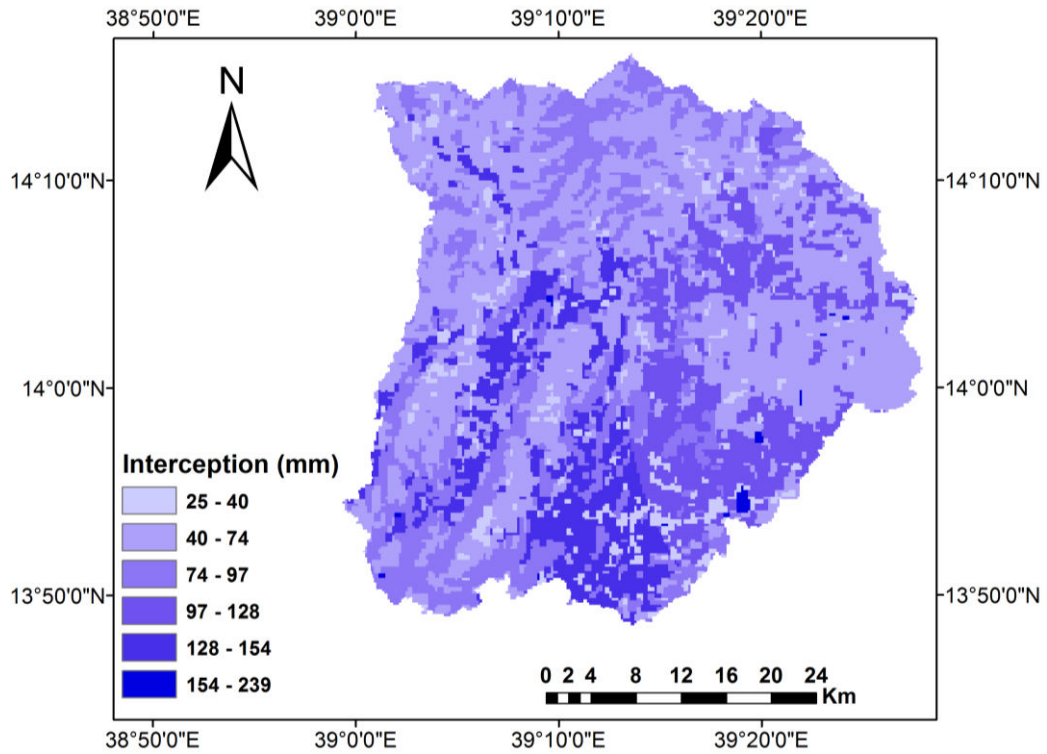 38°50'0"E 39°0'0"E 39°10'0"E 39°20'0"E
N
14°10'0"N 14°10'0"N
14°0'0"N 14°0'0"N
Interception (mm)
25 - 40
40 - 74
74 - 97
97 - 128
128 - 154
154 - 239
13°50'0"N 13°50'0"N
0 2 4 8 12 16 20 24
Km
38°50'0"E 39°0'0"E 39°10'0"E 39°20'0"E